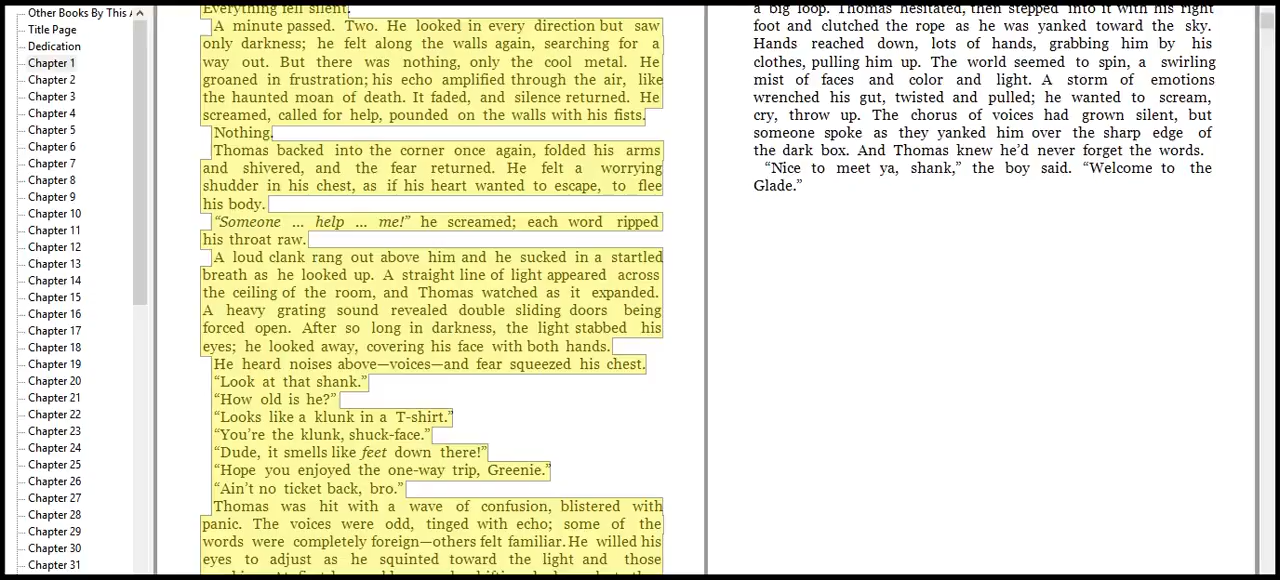 Other Books By This A
Title Page
Dedication
Chapter 1
Chapter 2
Chapter 3
Chapter 4
Chapter 5
Chapter 6
Chapter 7
Chapter 8
Chapter 9
Chapter 10
Chapter 11
Chapter 12
Chapter 13
Chapter 14
Chapter 15
Chapter 16
Chapter 17
Chapter 18
Chapter 19
Chapter 20
Chapter 21
Chapter 22
Chapter 23
Chapter 24
Chapter 25
Chapter 26
Chapter 27
Chapter 28
Chapter 29
Chapter 30
Chapter 31
Everything fell silent.
A minute passed. Two. He looked in every direction but saw
only darkness; he felt along the walls again, searching for a
way out. But there was nothing, only the cool metal. He
groaned in frustration; his echo amplified through the air, like
the haunted moan of death. It faded, and silence returned. He
screamed, called for help, pounded on the walls with his fists.
Nothing.
Thomas backed into the corner once again, folded his arms
and shivered, and the fear returned. He felt a worrying
shudder in his chest, as if his heart wanted to escape, to flee
his body.
“Someone ... help ... me!” he screamed; each word ripped
his throat raw.
A loud clank rang out above him and he sucked in a startled
breath as he looked up. A straight line of light appeared across
the ceiling of the room, and Thomas watched as it expanded.
A heavy grating sound revealed double sliding doors being
forced open. After so long in darkness, the light stabbed his
eyes; he looked away, covering his face with both hands.
He heard noises above—voices—and fear squeezed his chest.
“Look at that shank.”
“How old is he?”
“Looks like a klunk in a T-shirt.”
“You’re the klunk, shuck-face.”
“Dude, it smells like feet down there!”
“Hope you enjoyed the one-way trip, Greenie.”
“Ain’t no ticket back, bro.”
Thomas was hit with a wave of confusion, blistered with
panic. The voices were odd, tinged with echo; some of the
words were completely foreign—others felt familiar. He willed his
eyes to adjust as he squinted toward the light and those
a big loop. Thomas hesitated, then stepped into it with his right
foot and clutched the rope as he was yanked toward the sky.
Hands reached down, lots of hands, grabbing him by his
clothes, pulling him up. The world seemed to spin, a swirling
mist of faces and color and light. A storm of emotions
wrenched his gut, twisted and pulled; he wanted to scream,
cry, throw up. The chorus of voices had grown silent, but
someone spoke as they yanked him over the sharp edge of
the dark box. And Thomas knew he’d never forget the words.
“Nice to meet ya, shank,” the boy said. “Welcome to the
Glade.”